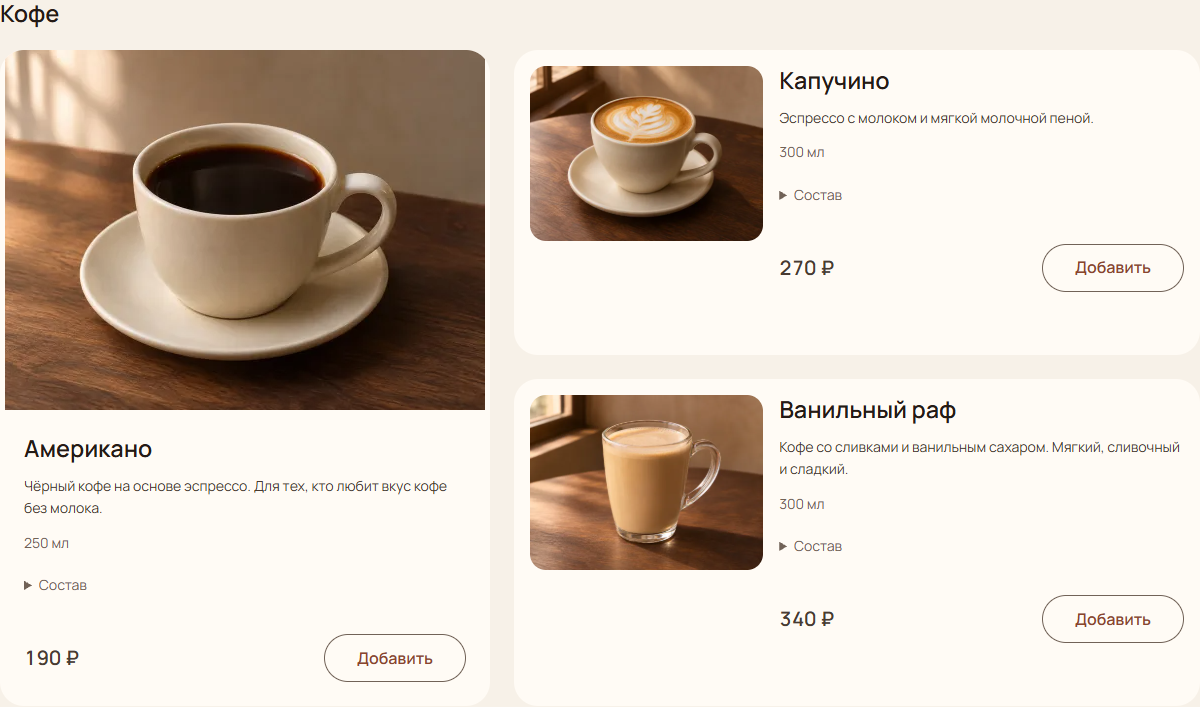 Кофе
Американо
Чёрный кофе на основе эспрессо. Для тех, кто любит вкус кофе
без молока.
250 мл
Состав
190 ₽
Добавить
Капучино
Эспрессо с молоком и мягкой молочной пеной.
300 мл
Состав
270 ₽
Добавить
Ванильный раф
Кофе со сливками и ванильным сахаром. Мягкий, сливочный
и сладкий.
300 мл
Состав
340 ₽
Добавить